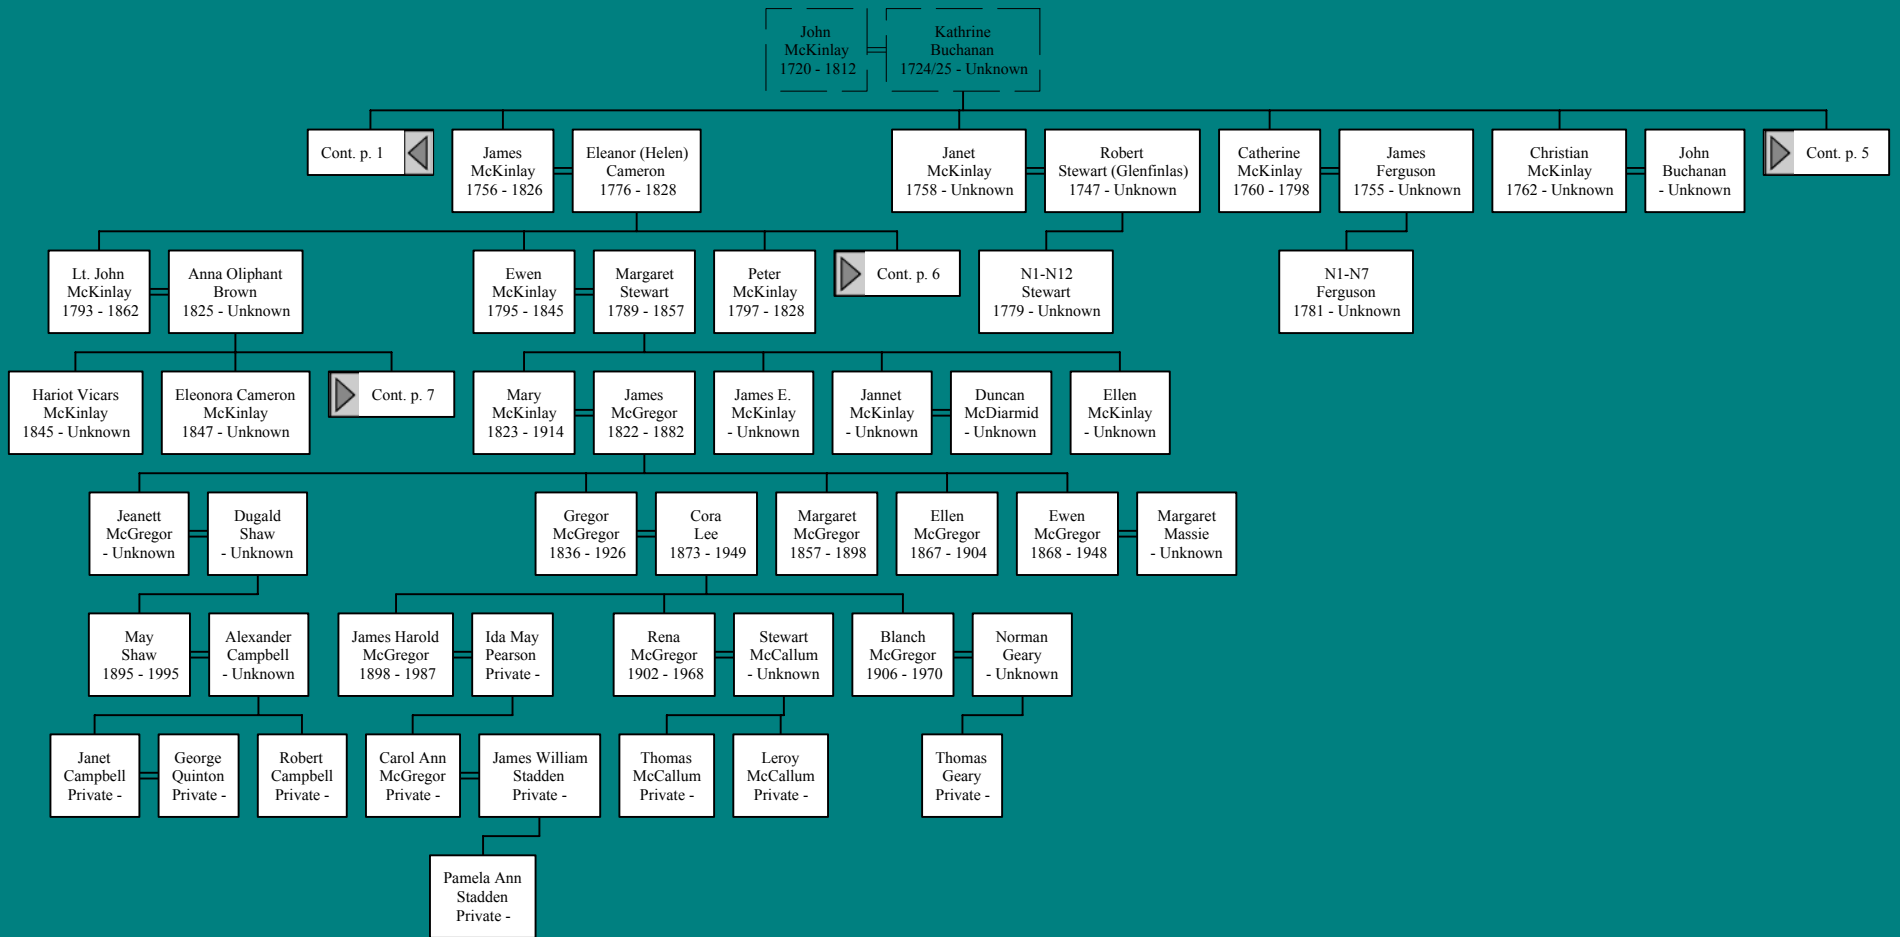 John
McKinlay
1720 - 1812
Kathrine
Buchanan
1724/25 - Unknown
Cont. p. 1
James
McKinlay
1756 - 1826
Eleanor (Helen)
Cameron
1776 - 1828
Janet
McKinlay
1758 - Unknown
Robert
Stewart (Glenfinlas)
1747 - Unknown
Catherine
McKinlay
1760 - 1798
James
Ferguson
1755 - Unknown
Christian
McKinlay
1762 - Unknown
John
Buchanan
- Unknown
Cont. p. 5
Lt. John
McKinlay
1793 - 1862
Anna Oliphant
Brown
1825 - Unknown
Ewen
McKinlay
1795 - 1845
Margaret
Stewart
1789 - 1857
Peter
McKinlay
1797 - 1828
Cont. p. 6
N1-N12
Stewart
1779 - Unknown
N1-N7
Ferguson
1781 - Unknown
Hariot Vicars
McKinlay
1845 - Unknown
Eleonora Cameron
McKinlay
1847 - Unknown
Cont. p. 7
Mary
McKinlay
1823 - 1914
James
McGregor
1822 - 1882
James E.
McKinlay
- Unknown
Jannet
McKinlay
- Unknown
Duncan
McDiarmid
- Unknown
Ellen
McKinlay
- Unknown
Jeanett
McGregor
- Unknown
Dugald
Shaw
- Unknown
Gregor
McGregor
1836 - 1926
Cora
Lee
1873 - 1949
Margaret
McGregor
1857 - 1898
Ellen
McGregor
1867 - 1904
Ewen
McGregor
1868 - 1948
Margaret
Massie
- Unknown
May
Shaw
1895 - 1995
Alexander
Campbell
- Unknown
James Harold
McGregor
1898 - 1987
Ida May
Pearson
Private -
Rena
McGregor
1902 - 1968
Stewart
McCallum
- Unknown
Blanch
McGregor
1906 - 1970
Norman
Geary
- Unknown
Janet
Campbell
Private -
George
Quinton
Private -
Robert
Campbell
Private -
Carol Ann
McGregor
Private -
James William
Stadden
Private -
Thomas
McCallum
Private -
Leroy
McCallum
Private -
Thomas
Geary
Private -
Pamela Ann
Stadden
Private -